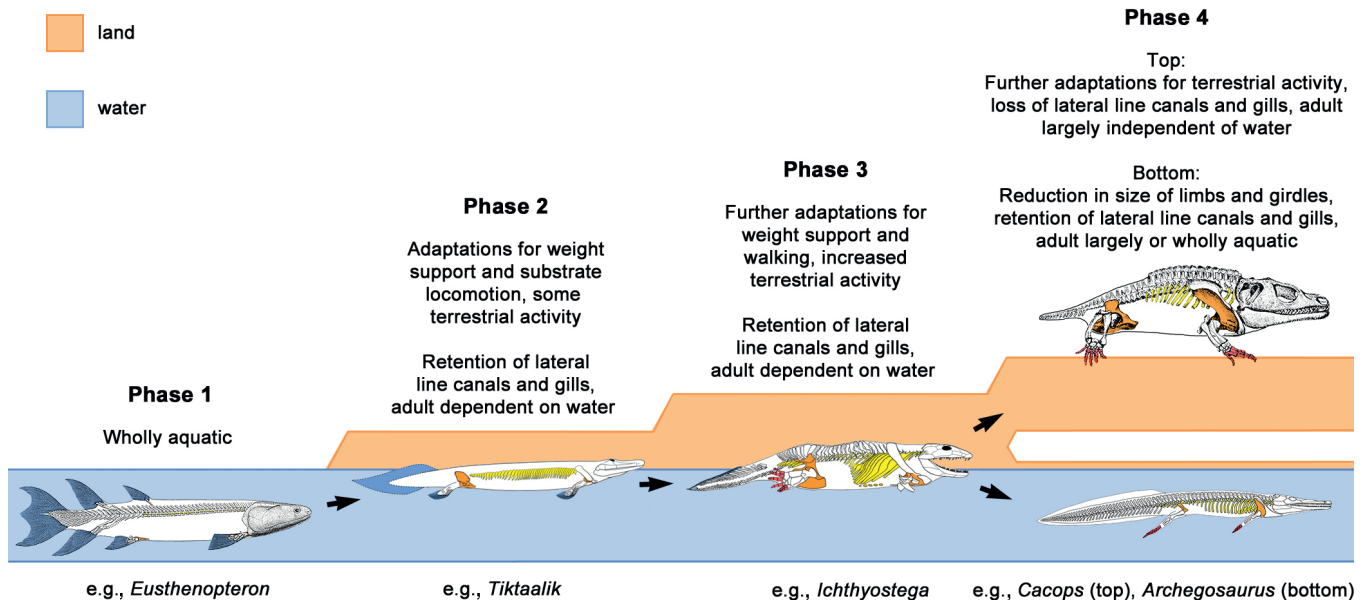 land
water
Phase 1
Wholly aquatic
e.g., Eusthenopteron
Phase 2
Adaptations for weight
support and substrate
locomotion, some
terrestrial activity
Retention of lateral
line canals and gills,
adult dependent on water
e.g., Tiktaalik
Phase 3
Further adaptations for
weight support and
walking, increased
terrestrial activity
Retention of lateral
line canals and gills,
adult dependent on water
e.g., Ichthyostega
Phase 4
Top:
Further adaptations for terrestrial activity,
loss of lateral line canals and gills, adult
largely independent of water
Bottom:
Reduction in size of limbs and girdles,
retention of lateral line canals and gills,
adult largely or wholly aquatic
e.g., Cacops (top), Archegosaurus (bottom)